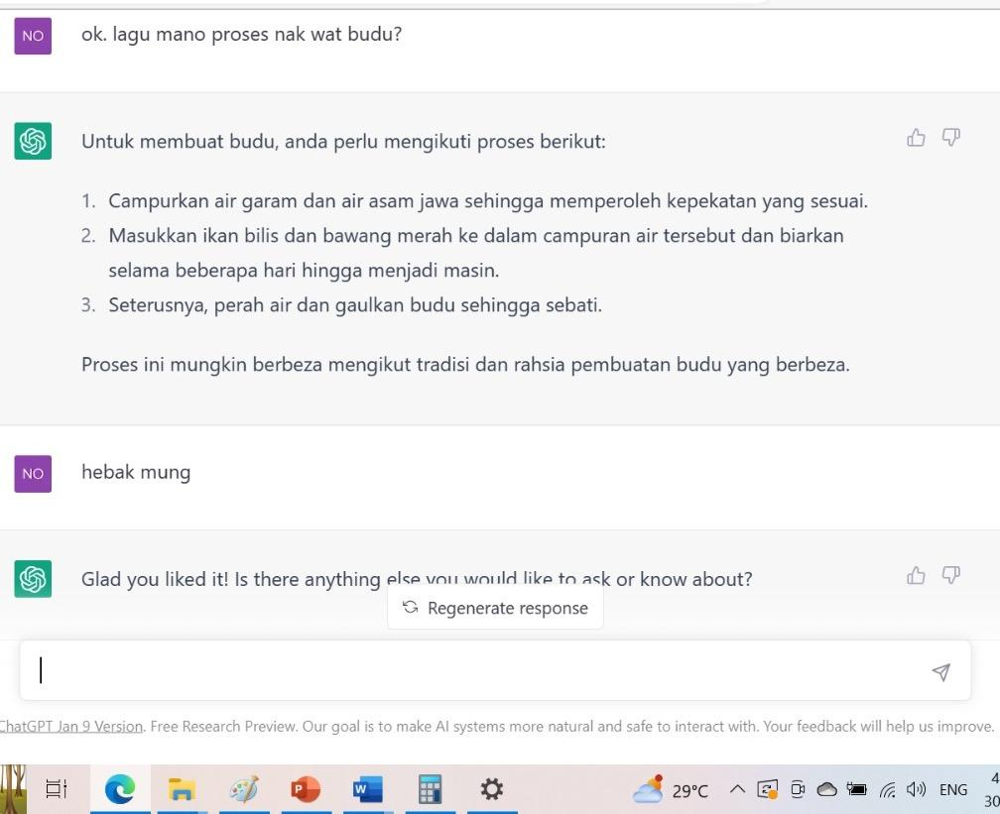 NO ok. lagu mano proses nak wat budu?
Untuk membuat budu, anda perlu mengikuti proses berikut:
1. Campurkan air garam dan air asam jawa sehingga memperoleh kepekatan yang sesuai.
2. Masukkan ikan bilis dan bawang merah ke dalam campuran air tersebut dan biarkan
selama beberapa hari hingga menjadi masin.
3. Seterusnya, perah air dan gaulkan budu sehingga sebati.
Proses ini mungkin berbeza mengikut tradisi dan rahsia pembuatan budu yang berbeza.
NO hebak mung
Glad you liked it! Is there anything else you would like to ask or know about?
Regenerate response
ChatGPT Jan 9 Version. Free Research Preview. Our goal is to make AI systems more natural and safe to interact with. Your feedback will help us improve.
P W 29°C ENG 4
30